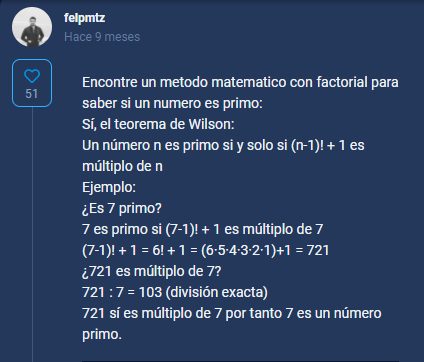 felpmtz
Hace 9 meses
51
Encontre un metodo matematico con factorial para
saber si un numero es primo:
Sí, el teorema de Wilson:
Un número n es primo si y solo si (n-1)! + 1 es
múltiplo de n
Ejemplo:
¿Es 7 primo?
7 es primo si (7-1)! + 1 es múltiplo de 7
(7-1)! + 1 = 6! + 1 = (6·5·4·3·2·1)+1 = 721
¿721 es múltiplo de 7?
721 : 7 = 103 (división exacta)
721 sí es múltiplo de 7 por tanto 7 es un número
primo.